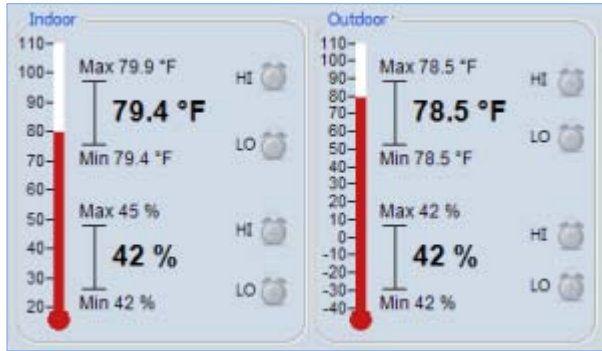 Indoor
110-
100-
90-
80-
70-
60-
50-
40-
30-
20-
Max 79.9 °F
HI
79.4 °F
LO
Min 79.4 °F
Max 45 %
HI
42 %
LO
Min 42 %
Outdoor
110-
100-
90-
80-
70-
60-
50-
40-
30-
20-
10-
0-
-10-
-20-
-30-
-40-
Max 78.5 °F
HI
78.5 °F
LO
Min 78.5 °F
Max 42 %
HI
42 %
LO
Min 42 %